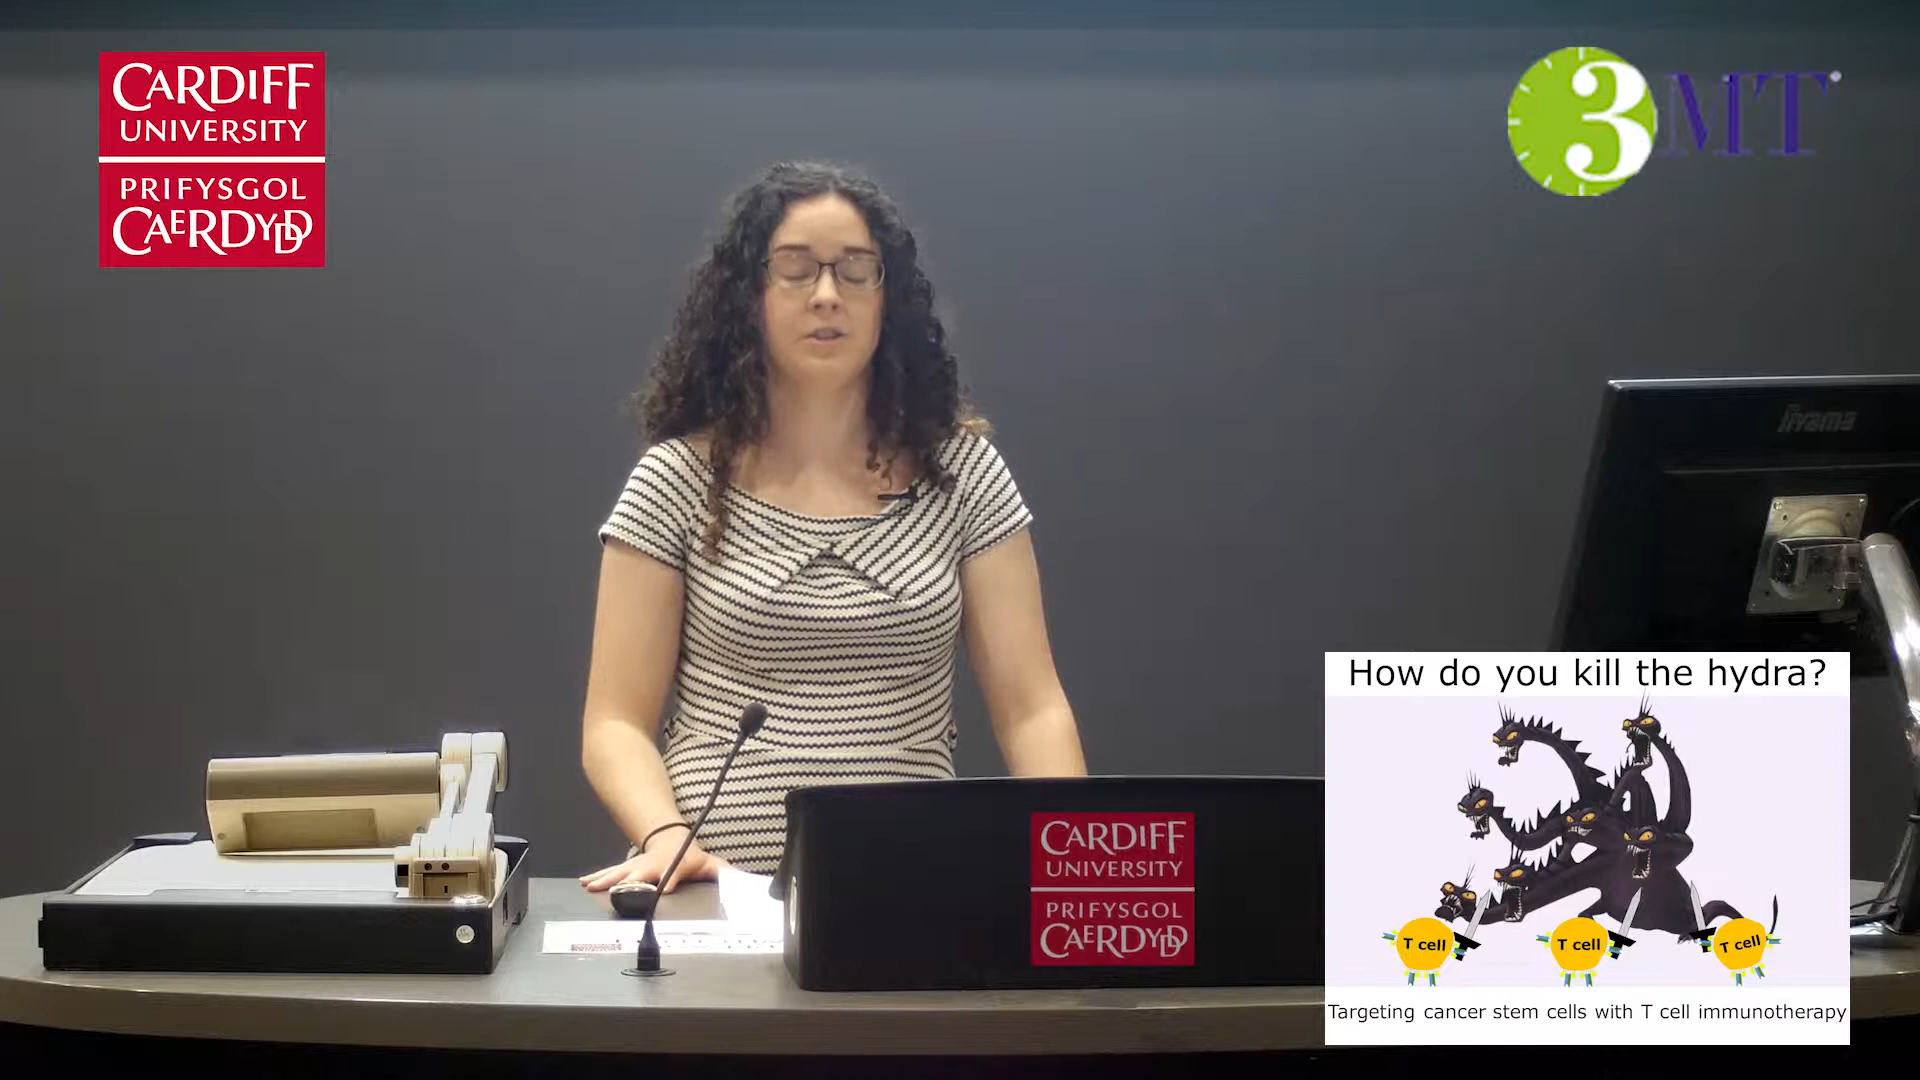 CARDIFF
UNIVERSITY
PRIFYSGOL
CAERDYDD
3MT
iiyama
How do you kill the hydra?
T cell
T cell
T cell
Targeting cancer stem cells with T cell immunotherapy
CARDIFF
UNIVERSITY
PRIFYSGOL
CAERDYDD